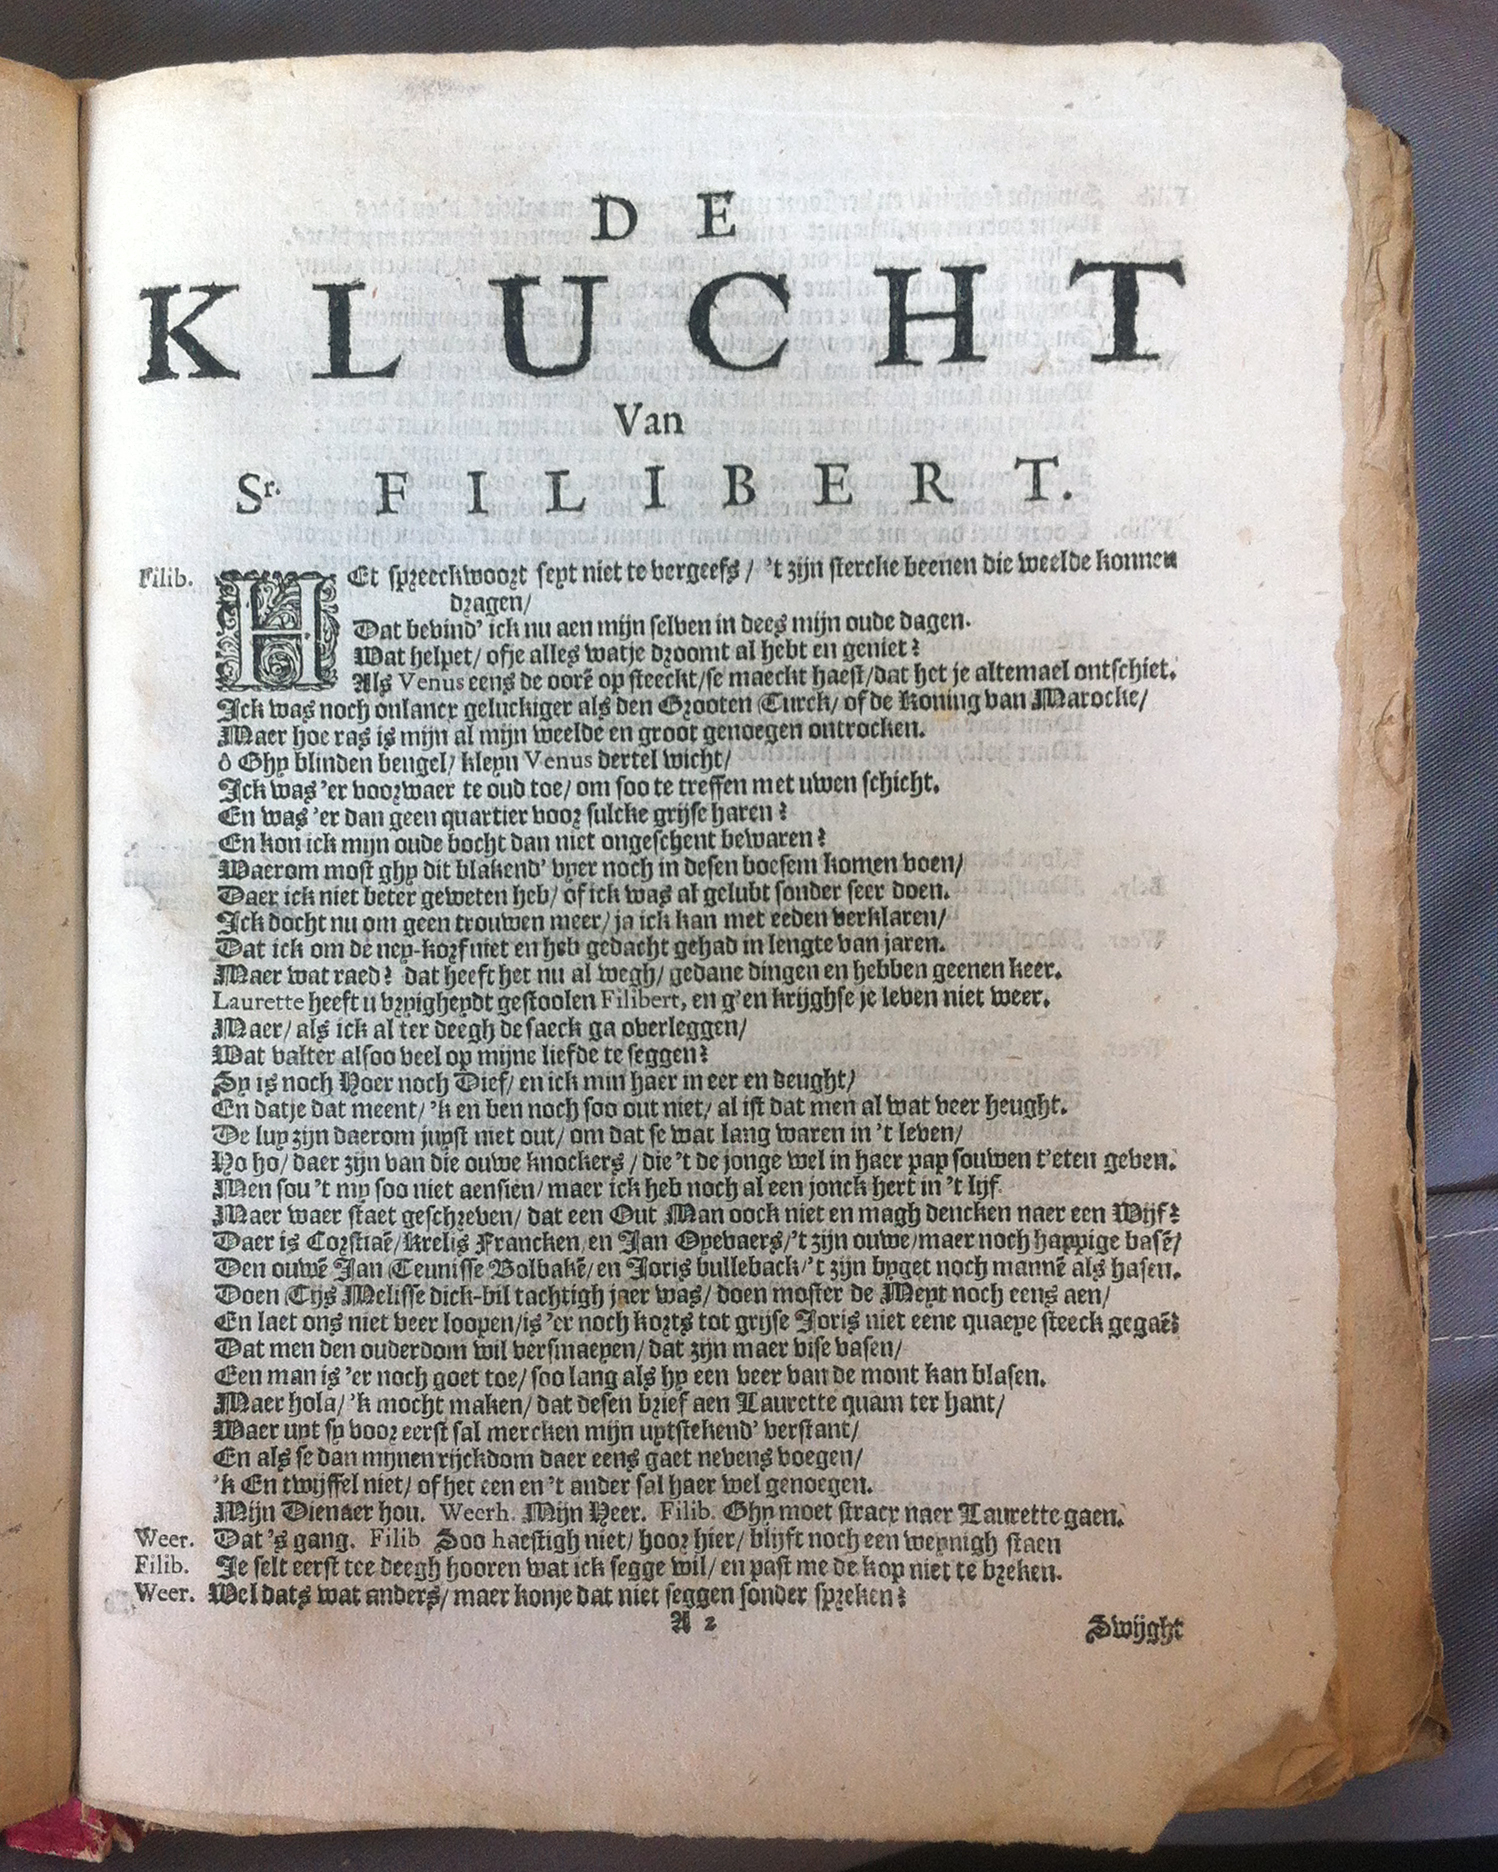 DE
KLUCHT
Van
Sr. FILIBERT.
Filib. HEt spreeckwoort seyt niet te vergeefs / 't zijn stercke beenen die weelde konnen
dragen/
Dat bevind' ick nu aen mijn selven in dees mijn oude dagen.
Wat helpet/ ofje alles watje droomt al hebt en geniet?
Als Venus eens de oorē op steeckt/se maeckt haest/dat het je altemael ontschiet.
Ick was noch onlancx geluckiger als den Grooten Turck/ of de Koning van Marocke/
Maer hoe ras is mijn al mijn weelde en groot genoegen ontrocken.
ô Ghy blinden bengel/ kleyn Venus dertel wicht/
Ick was 'er voorwaer te oud toe/ om soo te treffen met uwen schicht.
En was 'er dan geen quartier voor sulcke grijse haren?
En kon ick mijn oude bocht dan niet ongeschent bewaren?
Waerom most ghy dit blakend' vyer noch in desen boesem komen voen/
Daer ick niet beter geweten heb/ of ick was al gelubt sonder seer doen.
Ick docht nu om geen trouwen meer/ ja ick kan met eeden verklaren/
Dat ick om de ney-korf niet en heb gedacht gehad in lengte van jaren.
Maer wat raed? dat heeft het nu al wegh/ gedane dingen en hebben geenen keer.
Laurette heeft u vryigheydt gestoolen Filibert, en g'en krijghse je leven niet weer.
Maer/ als ick al ter deegh de saeck ga overleggen/
Wat valter alsoo veel op mijne liefde te seggen?
Sy is noch Hoer noch Dief/ en ick min haer in eer en deught/
En datje dat meent/ 'k en ben noch soo out niet/ al ist dat men al wat veer heught.
De luy zijn daerom juyst niet out/ om dat se wat lang waren in 't leven/
Ho ho/ daer zijn van die ouwe knockers / die 't de jonge wel in haer pap souwen t'eten geven.
Men sou 't my soo niet aensien/ maer ick heb noch al een jonck hert in 't lijf.
Maer waer staet geschreven/ dat een Out Man oock niet en magh dencken naer een Wijf?
Daer is Corstiaē/Krelis Francken/en Jan Oyevaers/'t zijn ouwe/maer noch happige basē/
Den ouwē Jan Teunisse Bolbakē/en Joris bulleback/'t zijn byget noch mannē als hasen.
Doen Tijs Melisse dick-bil tachtigh jaer was/ doen moster de Meyt noch eens aen/
En laet ons niet veer loopen/is 'er noch korts tot grijse Joris niet eene quaeye steeck gegaē?
Dat men den ouderdom wil versmaeyen/ dat zijn maer vise vasen/
Een man is 'er noch goet toe/ soo lang als hy een veer van de mont kan blasen.
Maer hola/ 'k mocht maken/ dat desen brief aen Laurette quam ter hant/
Waer uyt sy voor eerst sal mercken mijn uytstekend' verstant/
En als se dan mijnen rijckdom daer eens gaet nevens voegen/
'k En twijffel niet/ of het een en 't ander sal haer wel genoegen.
Mijn Dienaer hou. Weerh. Mijn Heer. Filib. Ghy moet stracx naer Laurette gaen.
Weer. Dat 's gang. Filib Soo haestigh niet/ hoor hier/ blijft noch een weynigh staen
Filib. Je selt eerst tee deegh hooren wat ick segge wil/ en past me de kop niet te breken.
Weer. Wel dats wat anders/ maer konje dat niet seggen sonder spreken?
A 2 Swijght